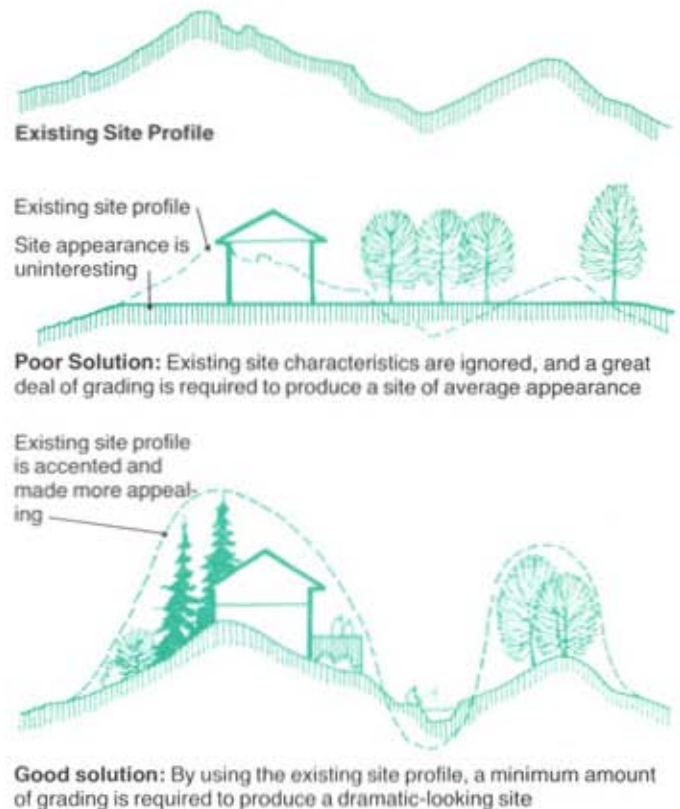 Existing Site Profile
Existing site profile
Site appearance is
uninteresting
Poor Solution: Existing site characteristics are ignored, and a great
deal of grading is required to produce a site of average appearance
Existing site profile
is accented and
made more appeal-
ing
Good solution: By using the existing site profile, a minimum amount
of grading is required to produce a dramatic-looking site